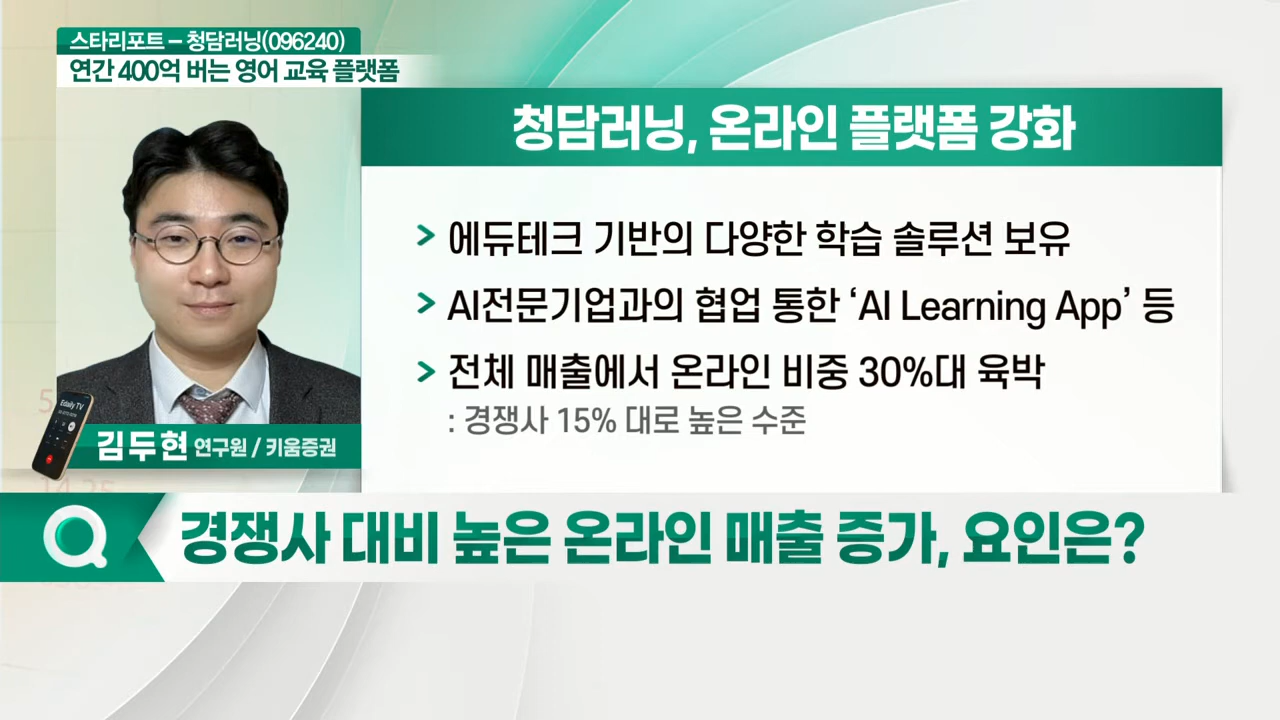 스타리포트 – 청담러닝(096240)
연간 400억 버는 영어 교육 플랫폼
청담러닝, 온라인 플랫폼 강화
> 에듀테크 기반의 다양한 학습 솔루션 보유
> AI전문기업과의 협업 통한 ‘AI Learning App’ 등
> 전체 매출에서 온라인 비중 30%대 육박
: 경쟁사 15% 대로 높은 수준
Edaily TV
김두현 연구원 / 키움증권
Q 경쟁사 대비 높은 온라인 매출 증가, 요인은?